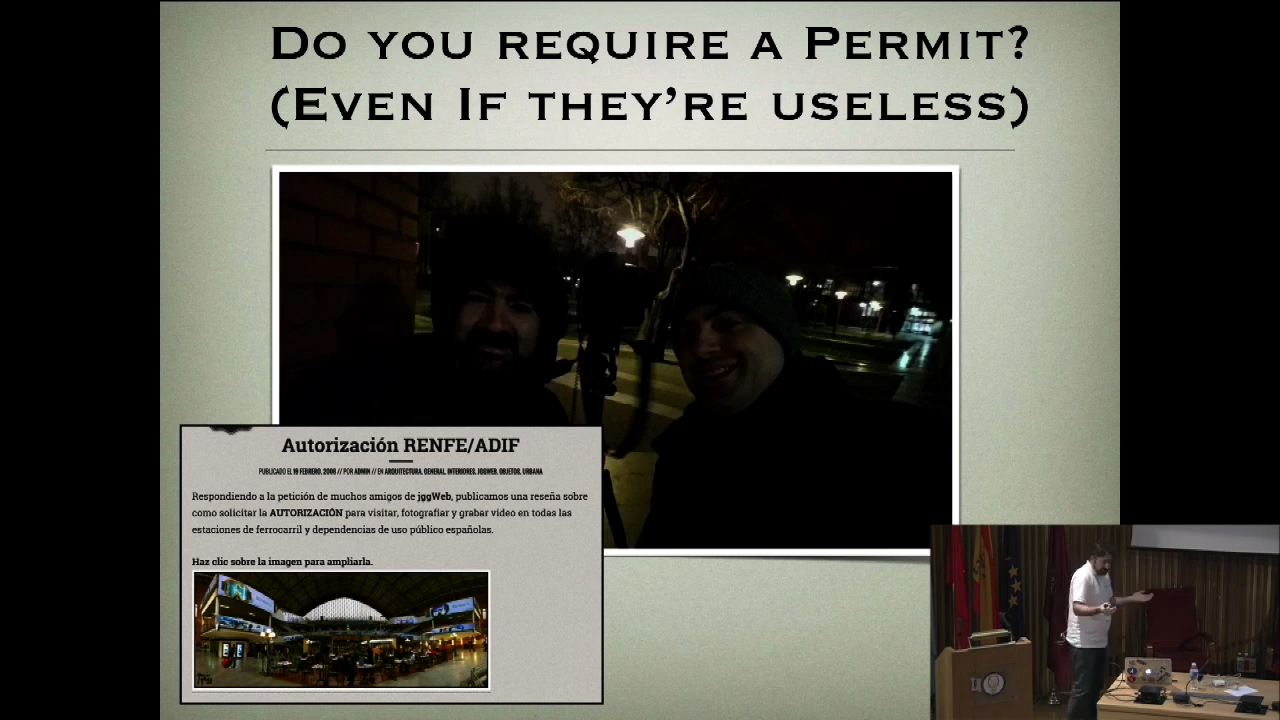 DO YOU REQUIRE A PERMIT?
(EVEN IF THEY'RE USELESS)
Autorización RENFE/ADIF
PUBLICADO EL 19 FEBRERO, 2008 // POR ADMIN // EN ARQUITECTURA, GENERAL, INTERIORES, JGGWEB, OBJETOS, URBANA
Respondiendo a la petición de muchos amigos de jggWeb, publicamos una reseña sobre
como solicitar la AUTORIZACIÓN para visitar, fotografiar y grabar video en todas las
estaciones de ferrocarril y dependencias de uso público españolas.
Haz clic sobre la imagen para ampliarla.